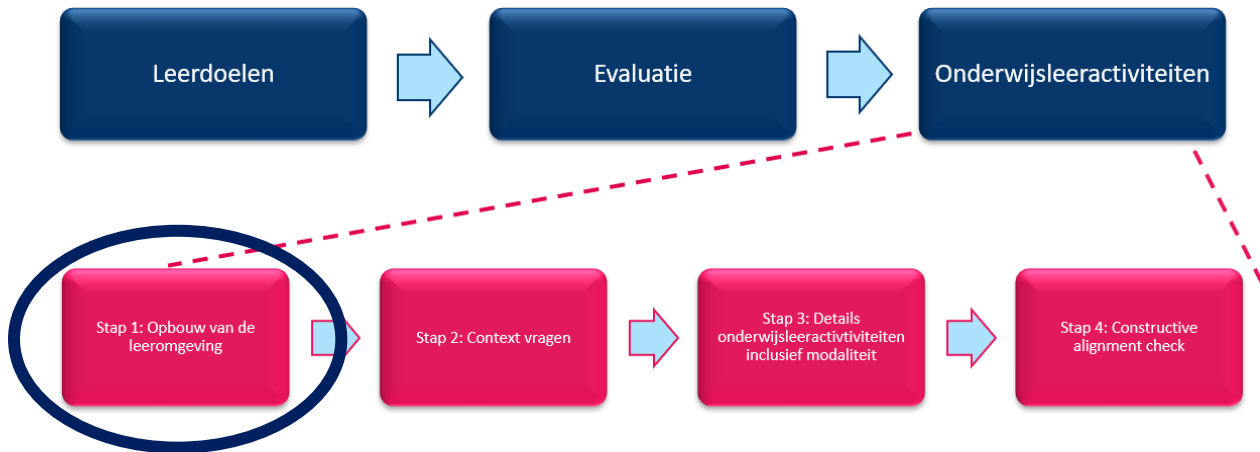 Leerdoelen
Evaluatie
Onderwijsleeractiviteiten
Stap 1: Opbouw van de
leeromgeving
Stap 2: Context vragen
Stap 3: Details
onderwijsleeractivtiviteiten
inclusief modaliteit
Stap 4: Constructive
alignment check